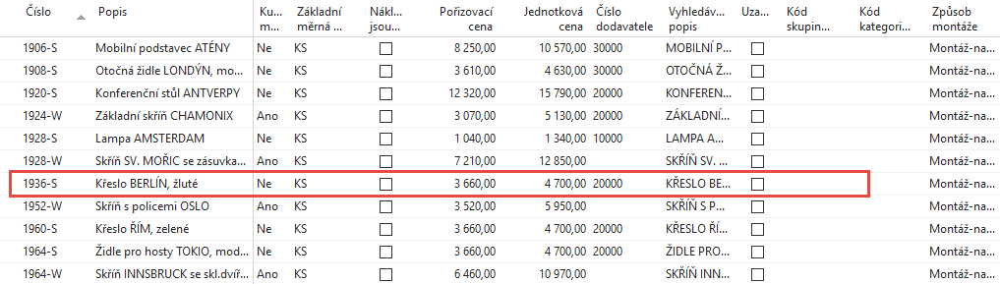 Číslo Popis Ku... m... Základní měrná ... Nákl... jsou... Pořizovací cena Jednotková cena Číslo dodavatele Vyhledáv... popis Uza... Kód skupin... Kód kategori... Způsob montáže
1906-S Mobilní podstavec ATÉNY Ne KS 8 250,00 10 570,00 30000 MOBILNÍ P... Montáž-na...
1908-S Otočná židle LONDÝN, mo... Ne KS 3 610,00 4 630,00 30000 OTOČNÁ Ž... Montáž-na...
1920-S Konferenční stůl ANTVERPY Ne KS 12 320,00 15 790,00 20000 KONFEREN... Montáž-na...
1924-W Základní skříň CHAMONIX Ano KS 3 070,00 5 130,00 20000 ZÁKLADNÍ... Montáž-na...
1928-S Lampa AMSTERDAM Ne KS 1 040,00 1 340,00 10000 LAMPA A... Montáž-na...
1928-W Skříň SV. MOŘIC se zásuvka... Ano KS 7 210,00 12 850,00 SKŘÍŇ SV. ... Montáž-na...
1936-S Křeslo BERLÍN, žluté Ne KS 3 660,00 4 700,00 20000 KŘESLO BE... Montáž-na...
1952-W Skříň s policemi OSLO Ano KS 3 520,00 5 950,00 SKŘÍŇ S P... Montáž-na...
1960-S Křeslo ŘÍM, zelené Ne KS 3 660,00 4 700,00 20000 KŘESLO ŘÍ... Montáž-na...
1964-S Židle pro hosty TOKIO, mod... Ne KS 3 660,00 4 700,00 20000 ŽIDLE PRO... Montáž-na...
1964-W Skříň INNSBRUCK se skl.dvíř... Ano KS 6 460,00 10 970,00 SKŘÍŇ INN... Montáž-na...